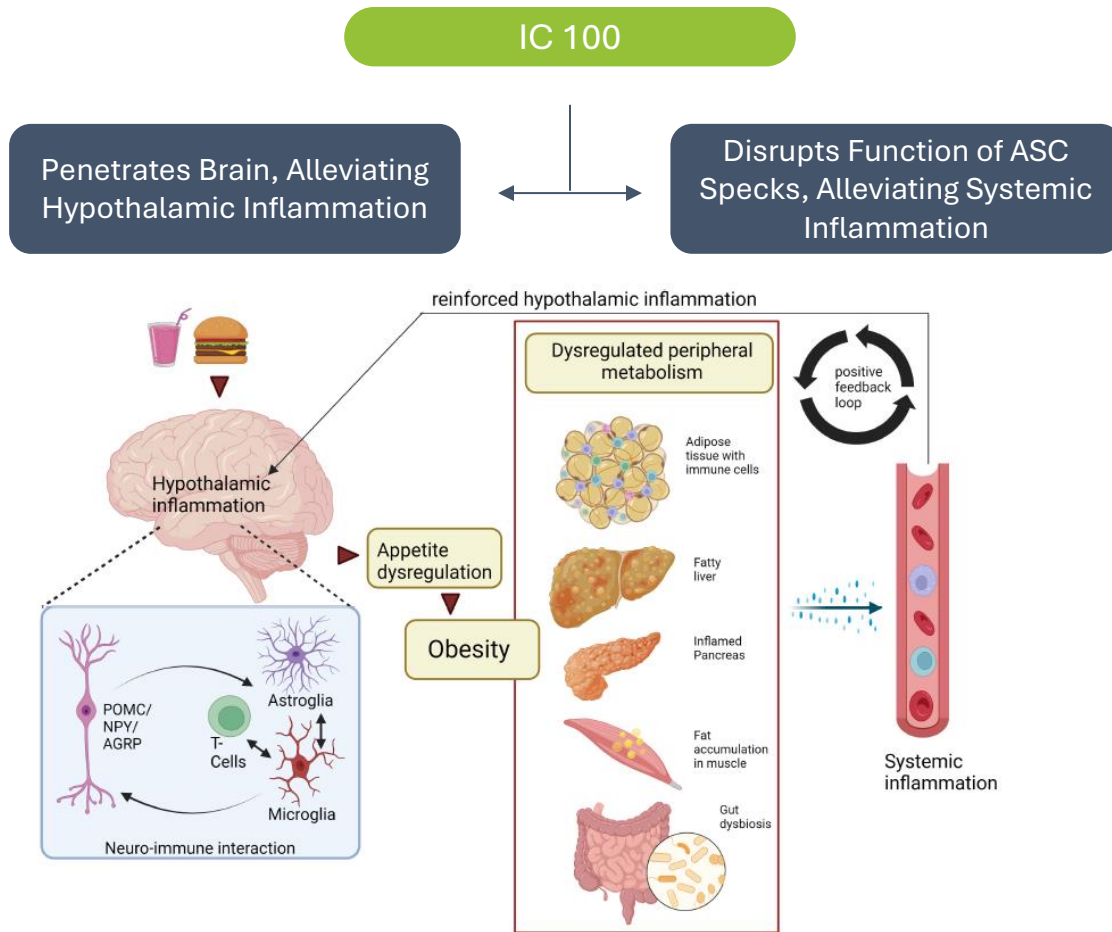 IC 100
Penetrates Brain, Alleviating
Hypothalamic Inflammation
Disrupts Function of ASC
Specks, Alleviating Systemic
Inflammation
reinforced hypothalamic inflammation
Dysregulated peripheral
metabolism
positive
feedback
loop
Adipose
tissue with
immune cells
Hypothalamic
inflammation
Appetite
dysregulation
Fatty
liver
Obesity
Inflamed
Pancreas
POMC/
NPY/
AGRP
Astroglia
T-
Cells
Microglia
Neuro-immune interaction
Fat
accumulation
in muscle
Systemic
inflammation
Gut
dysbiosis